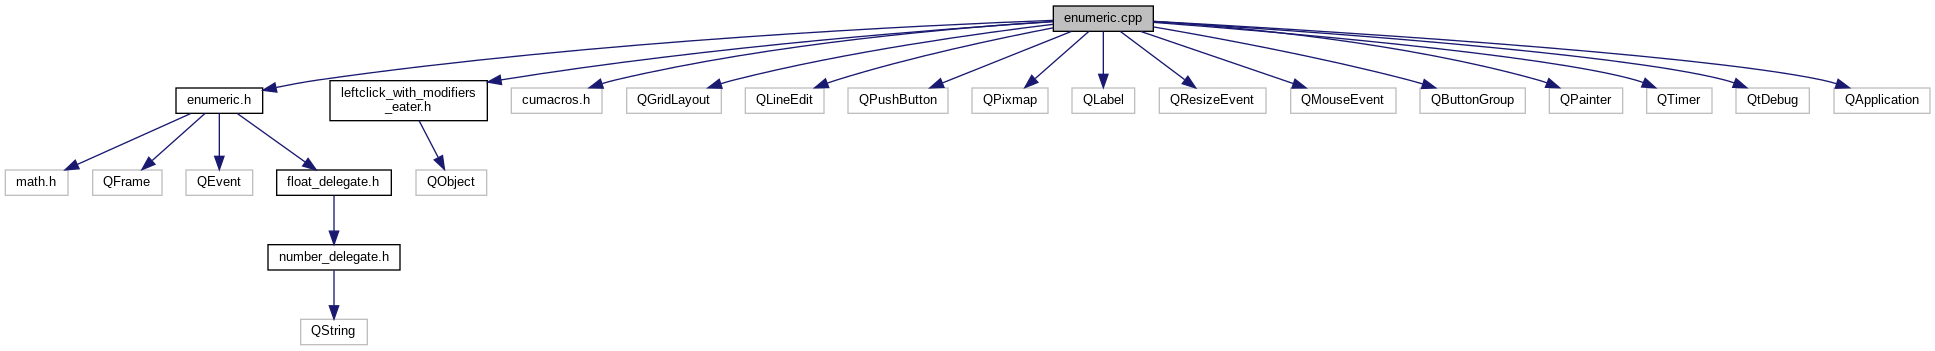 enumeric.cpp
enumeric.h
leftclick_with_modifiers
_eater.h
cumacros.h
QGridLayout
QLineEdit
QPushButton
QPixmap
QLabel
QResizeEvent
QMouseEvent
QButtonGroup
QPainter
QTimer
QtDebug
QApplication
math.h
QFrame
QEvent
float_delegate.h
QObject
number_delegate.h
QString